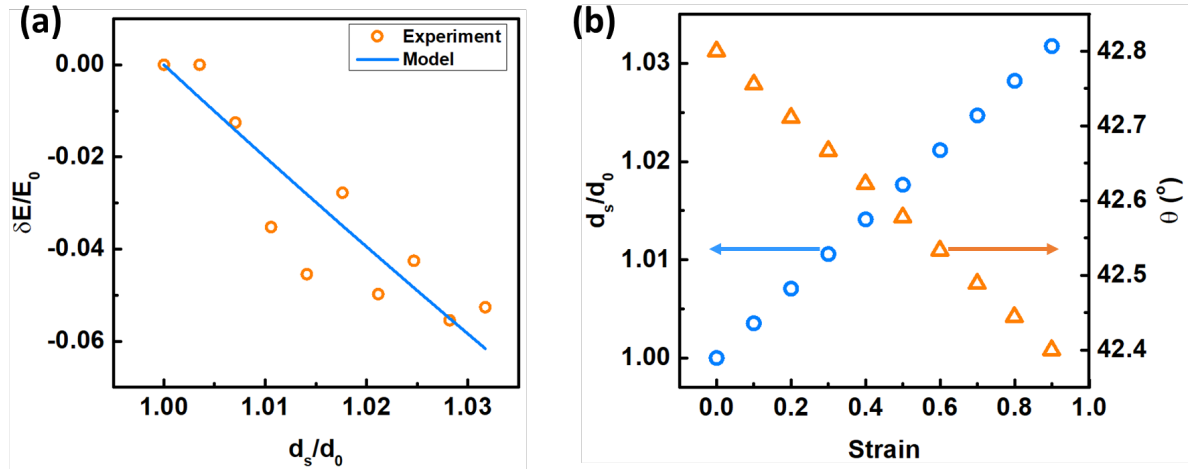 (a)
Experiment
Model
0.00
-0.02
-0.04
-0.06
δE/E0
1.00
1.01
1.02
1.03
ds/d0
(b)
1.03
1.02
1.01
1.00
ds/d0
42.8
42.7
42.6
42.5
42.4
θ (°)
0.0
0.2
0.4
0.6
0.8
1.0
Strain